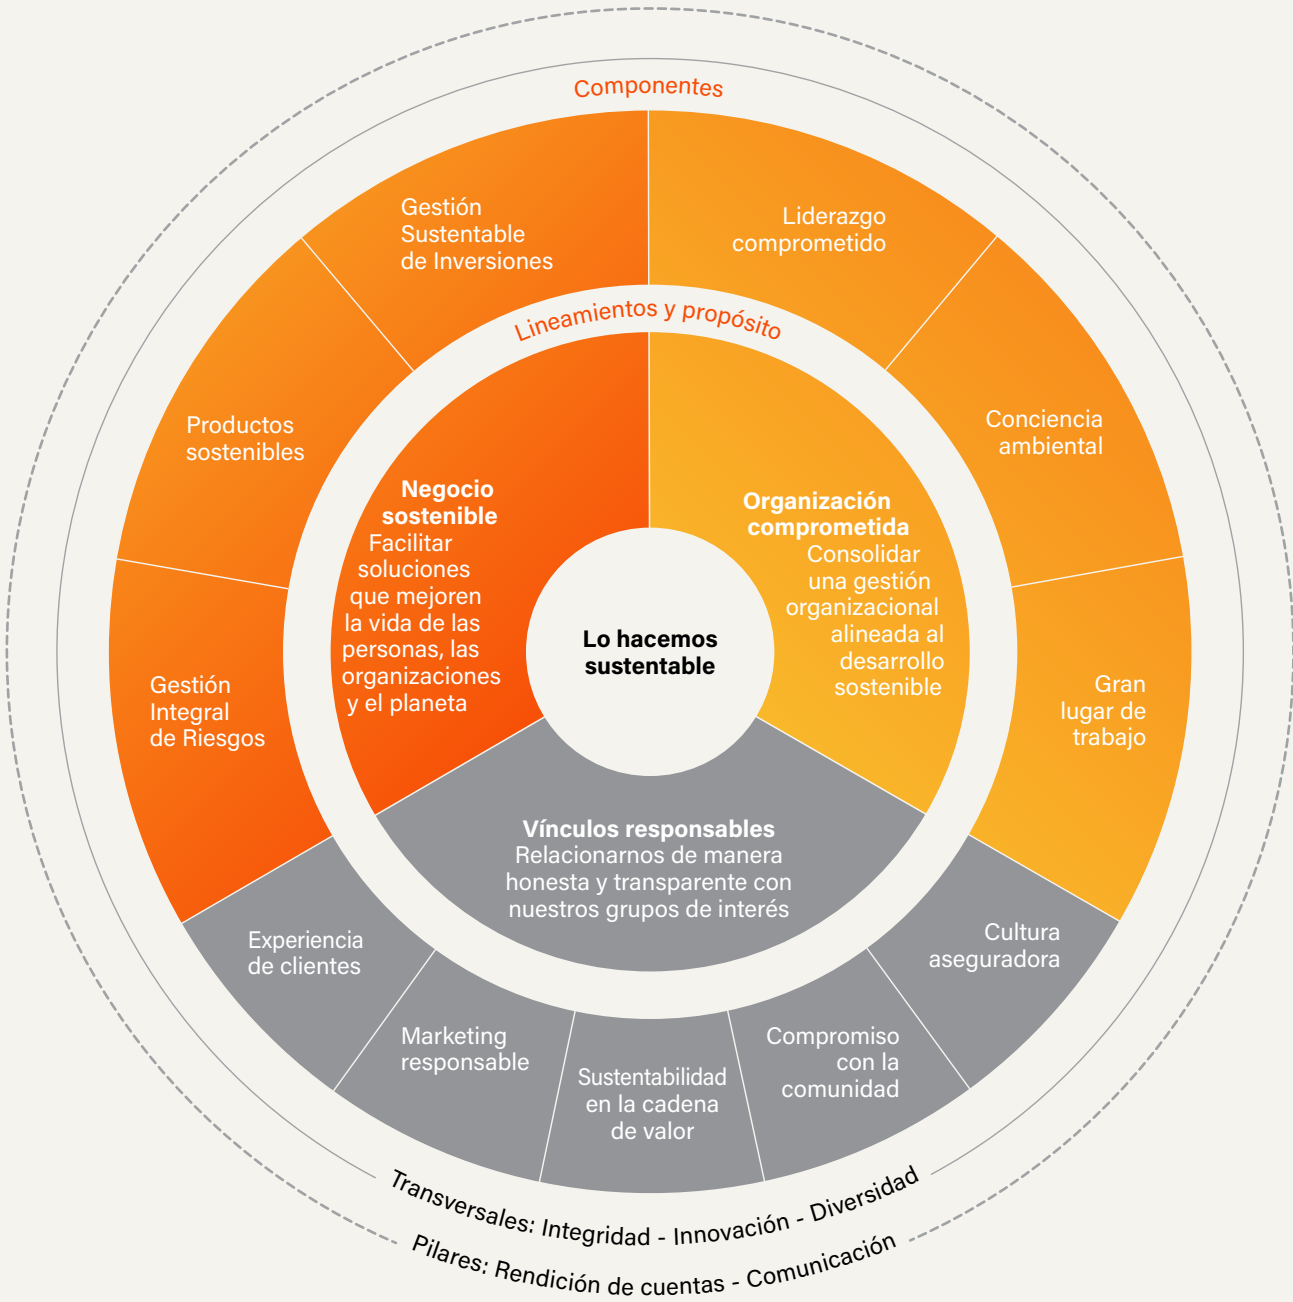 Componentes
Gestión
Sustentable
de Inversiones
Liderazgo
comprometido
Productos
sostenibles
Conciencia
ambiental
Gestión
Integral
de Riesgos
Gran
lugar de
trabajo
Lineamientos y propósito
Negocio
sostenible
Facilitar
soluciones
que mejoren
la vida de las
personas, las
organizaciones
y el planeta
Organización
comprometida
Consolidar
una gestión
organizacional
alineada al
desarrollo
sostenible
Lo hacemos
sustentable
Vínculos responsables
Relacionarnos de manera
honesta y transparente con
nuestros grupos de interés
Experiencia
de clientes
Marketing
responsable
Sustentabilidad
en la cadena
de valor
Compromiso
con la
comunidad
Cultura
aseguradora
Transversales: Integridad - Innovación - Diversidad
Pilares: Rendición de cuentas - Comunicación